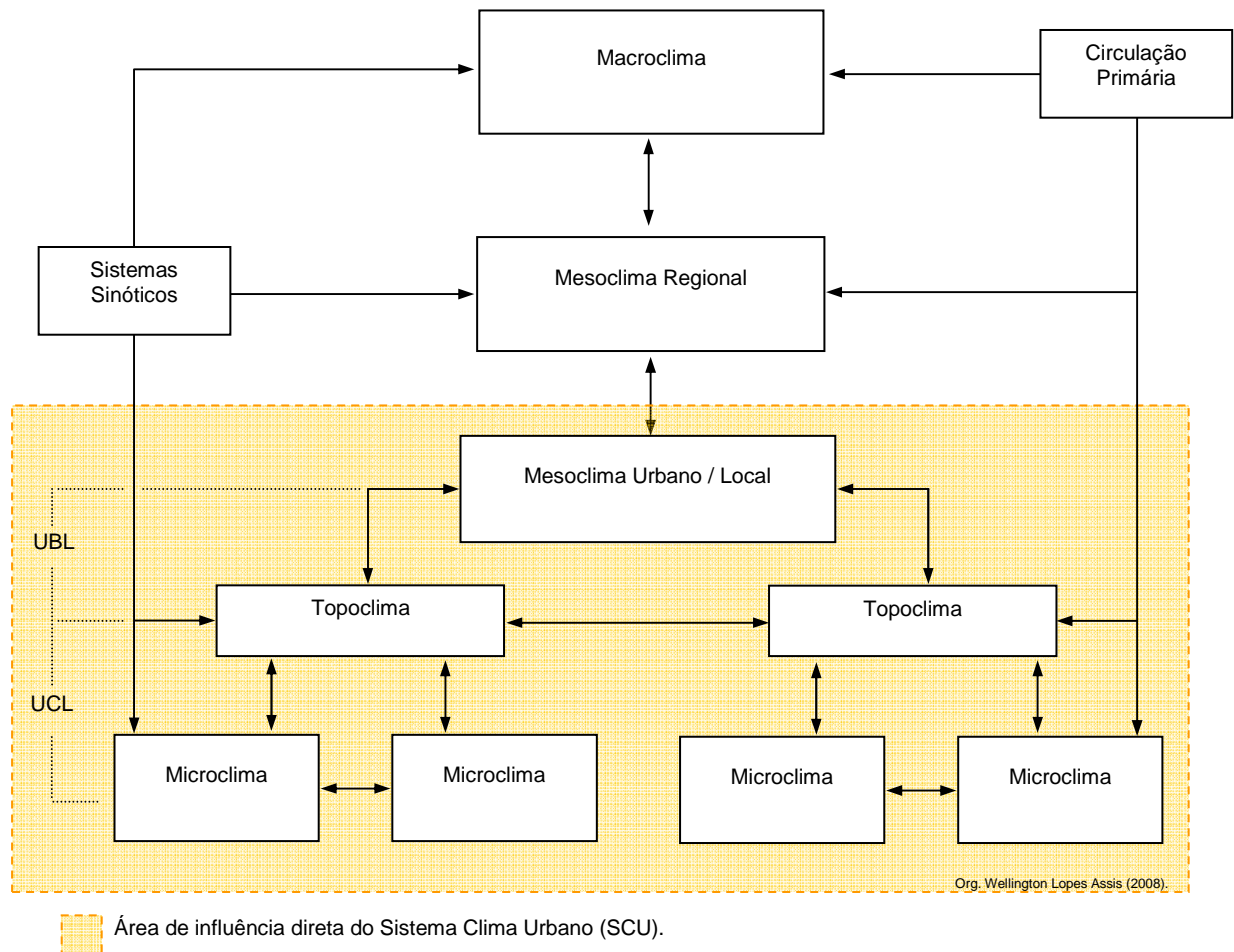 Macroclima
Circulação
Primária
Sistemas
Sinóticos
Mesoclima Regional
Mesoclima Urbano / Local
UBL
Topoclima
Topoclima
UCL
Microclima
Microclima
Microclima
Microclima
Org. Wellington Lopes Assis (2008).
Área de influência direta do Sistema Clima Urbano (SCU).